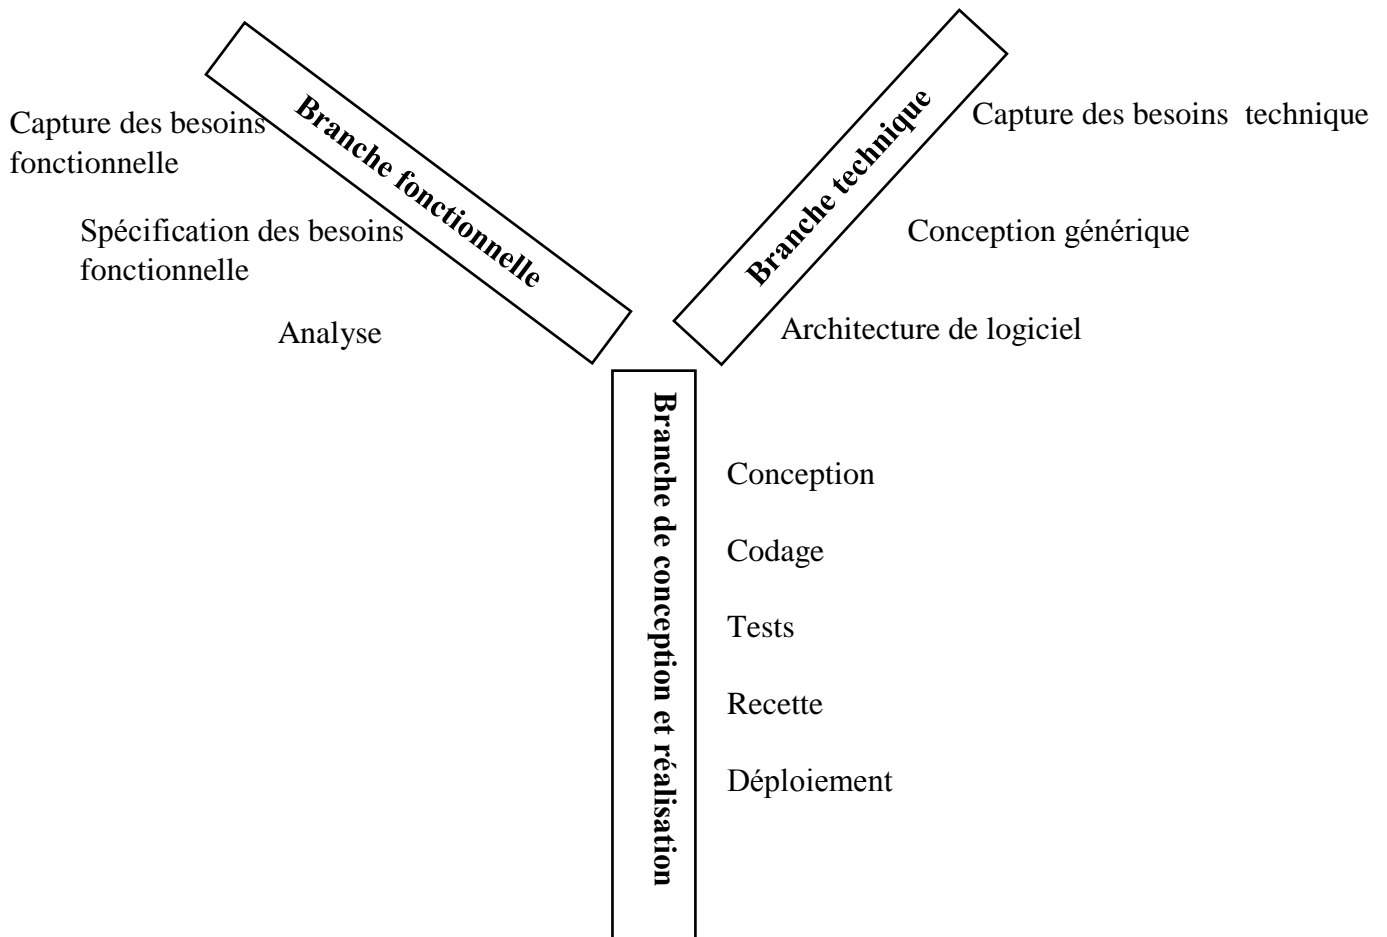 Branche fonctionnelle
Capture des besoins
fonctionnelle
Spécification des besoins
fonctionnelle
Analyse
Branche technique
Capture des besoins  technique
Conception générique
Architecture de logiciel
Branche de conception et réalisation
Conception
Codage
Tests
Recette
Déploiement